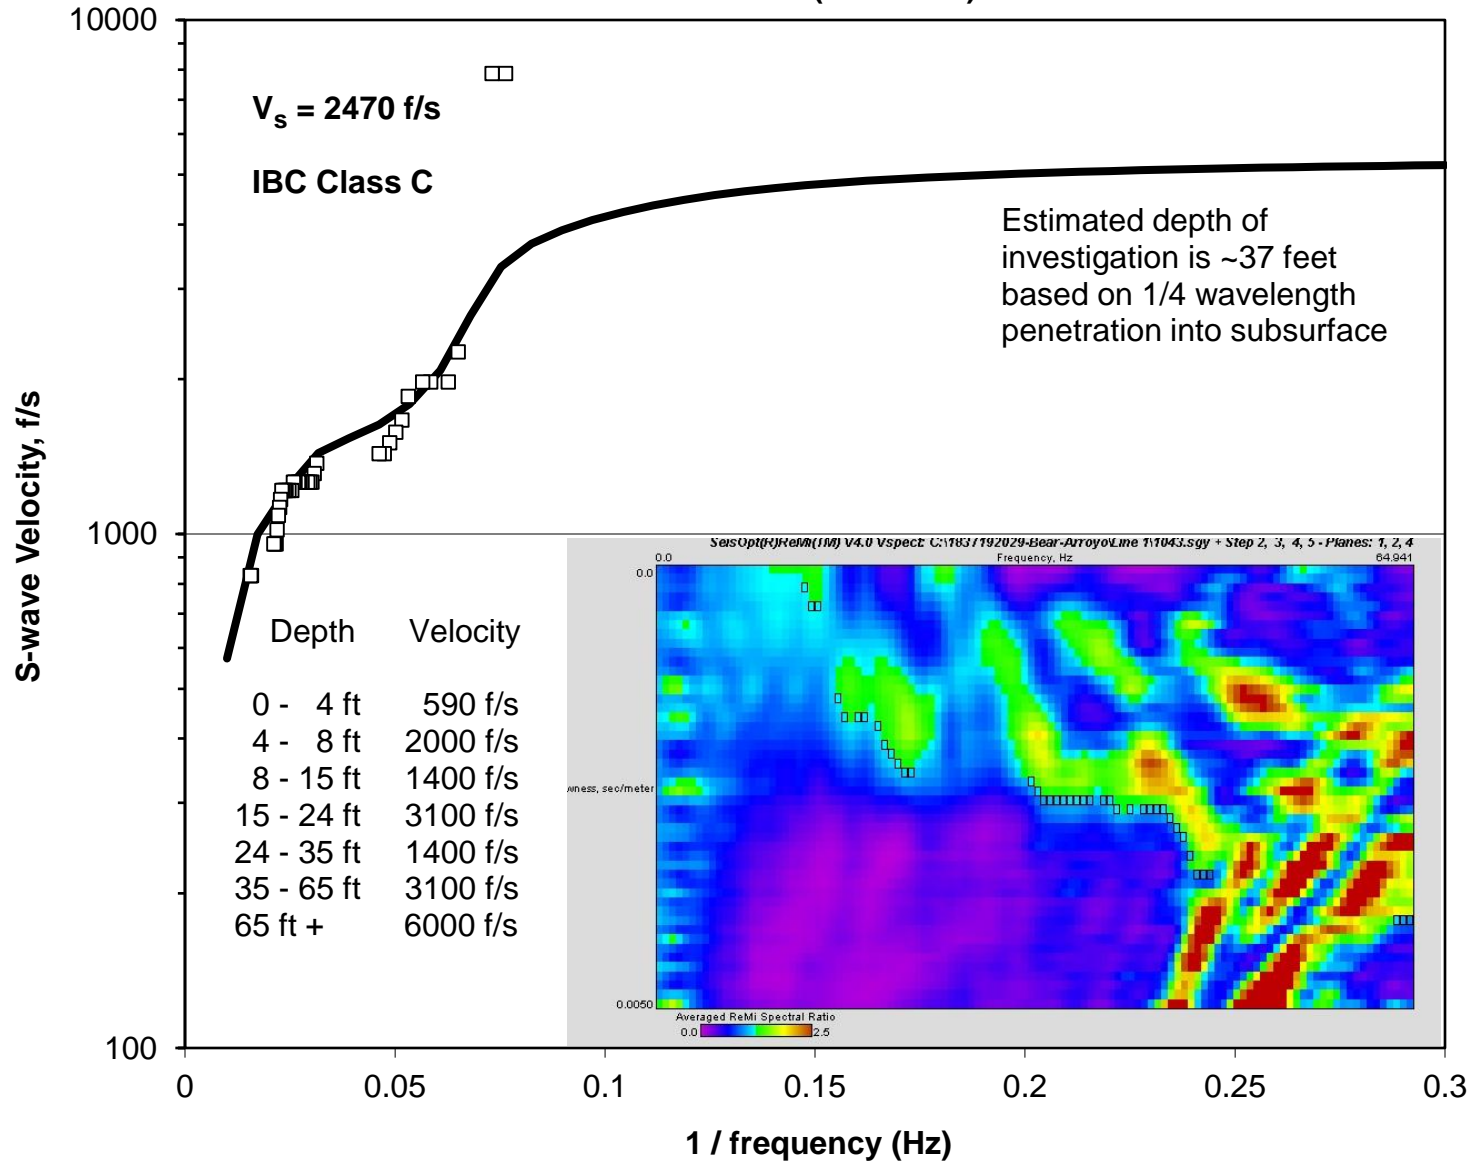 10000
1000
100
S-wave Velocity, f/s
Vs = 2470 f/s
IBC Class C
Estimated depth of
investigation is ~37 feet
based on 1/4 wavelength
penetration into subsurface
Depth Velocity
0 - 4 ft 590 f/s
4 - 8 ft 2000 f/s
8 - 15 ft 1400 f/s
15 - 24 ft 3100 f/s
24 - 35 ft 1400 f/s
35 - 65 ft 3100 f/s
65 ft + 6000 f/s
SeisOpt(R)ReMi(TM) V4.0 Vspect: C:\1837192029-Bear-Arroyo\Line 1\1043.sgy + Step 2, 3, 4, 5 - Planes: 1, 2, 4
0.0 Frequency, Hz 64.941
0.0
wness, sec/meter
0.0050
Averaged ReMi Spectral Ratio
0.0 2.5
0 0.05 0.1 0.15 0.2 0.25 0.3
1 / frequency (Hz)